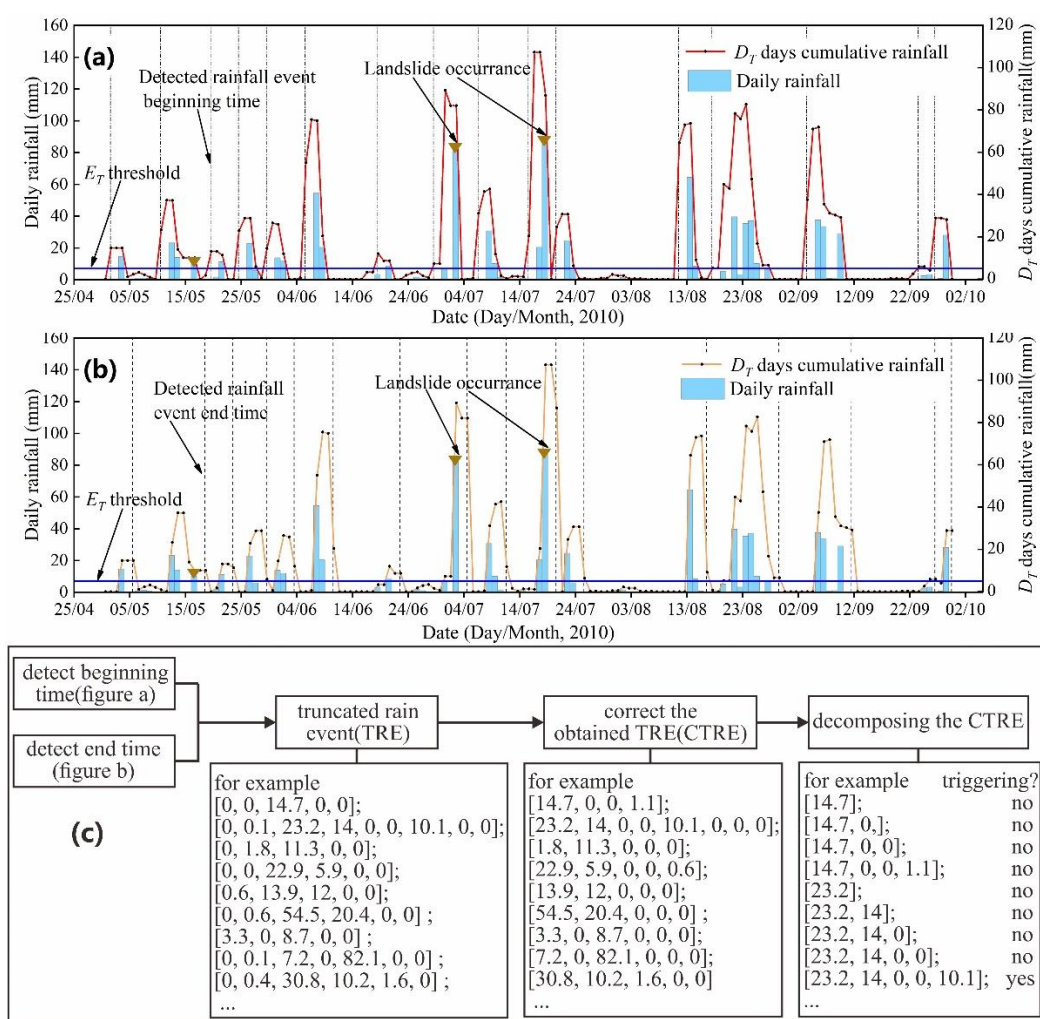 (a)
D_T days cumulative rainfall
Daily rainfall
Landslide occurrance
Detected rainfall event
beginning time
E_T threshold
Daily rainfall (mm)
D_T days cumulative rainfall(mm)
160
140
120
100
80
60
40
20
0
120
100
80
60
40
20
0
25/04 05/05 15/05 25/05 04/06 15/06 24/06 04/07 14/07 24/07 03/08 13/08 23/08 02/09 12/09 22/09 02/10
Date (Day/Month, 2010)
(b)
D_T days cumulative rainfall
Daily rainfall
Landslide occurrance
Detected rainfall
event end time
E_T threshold
Daily rainfall (mm)
D_T days cumulative rainfall(mm)
160
140
120
100
80
60
40
20
0
120
100
80
60
40
20
0
25/04 05/05 15/05 25/05 04/06 15/06 24/06 04/07 14/07 24/07 03/08 13/08 23/08 02/09 12/09 22/09 02/10
Date (Day/Month, 2010)
(c)
detect beginning
time(figure a)
detect end time
(figure b)
truncated rain
event(TRE)
correct the
obtained TRE(CTRE)
decomposing the CTRE
for example
[0, 0, 14.7, 0, 0];
[0, 0.1, 23.2, 14, 0, 0, 10.1, 0, 0];
[0, 1.8, 11.3, 0, 0];
[0, 0, 22.9, 5.9, 0, 0];
[0.6, 13.9, 12, 0, 0];
[0, 0.6, 54.5, 20.4, 0, 0] ;
[3.3, 0, 8.7, 0, 0] ;
[0, 0.1, 7.2, 0, 82.1, 0, 0] ;
[0, 0.4, 30.8, 10.2, 1.6, 0, 0]
...
for example
[14.7, 0, 0, 1.1];
[23.2, 14, 0, 0, 10.1, 0, 0, 0];
[1.8, 11.3, 0, 0, 0];
[22.9, 5.9, 0, 0, 0.6];
[13.9, 12, 0, 0, 0];
[54.5, 20.4, 0, 0, 0] ;
[3.3, 0, 8.7, 0, 0, 0] ;
[7.2, 0, 82.1, 0, 0, 0];
[30.8, 10.2, 1.6, 0, 0]
...
for example triggering?
[14.7]; no
[14.7, 0,]; no
[14.7, 0, 0]; no
[14.7, 0, 0, 1.1]; no
[23.2]; no
[23.2, 14]; no
[23.2, 14, 0]; no
[23.2, 14, 0, 0]; no
[23.2, 14, 0, 0, 10.1]; yes
...